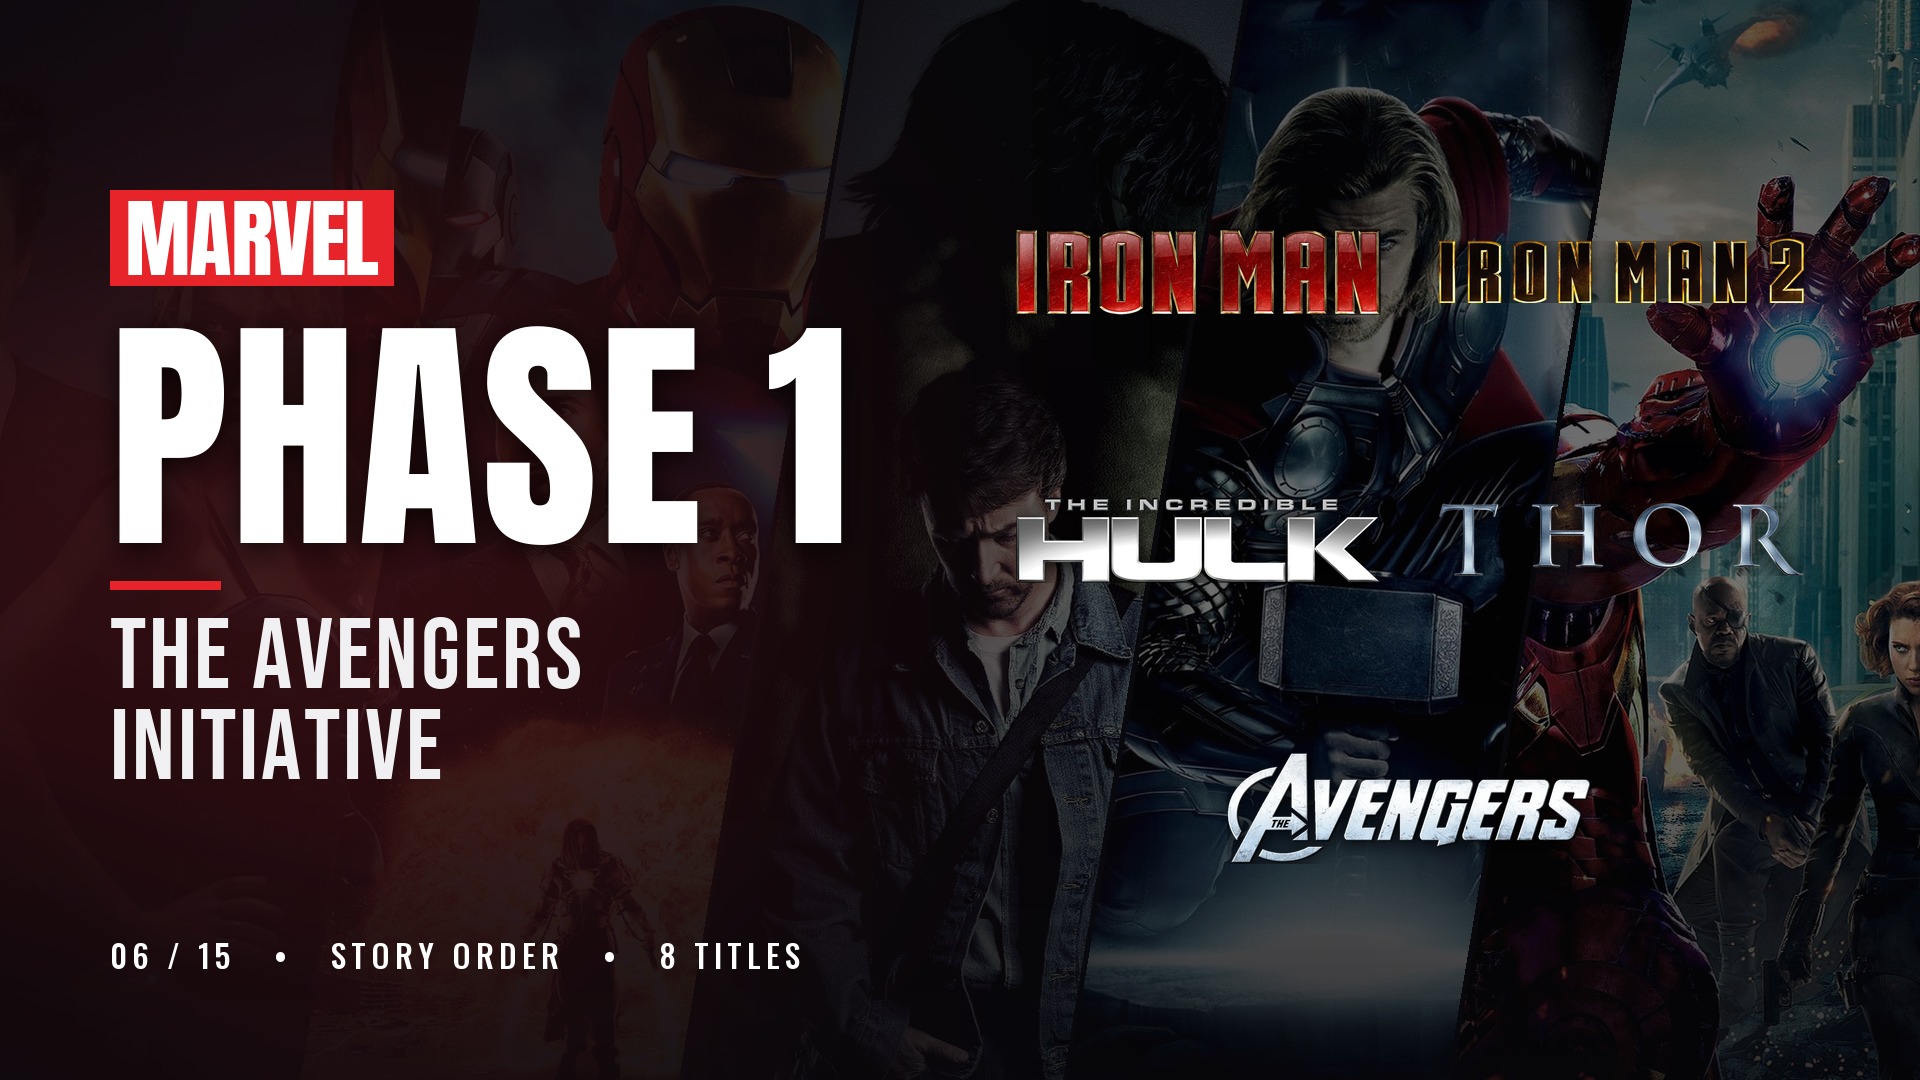 MARVEL
PHASE 1
THE AVENGERS
INITIATIVE
06 / 15 • STORY ORDER • 8 TITLES
IRON MAN
IRON MAN 2
THE INCREDIBLE
HULK
THOR
THE AVENGERS